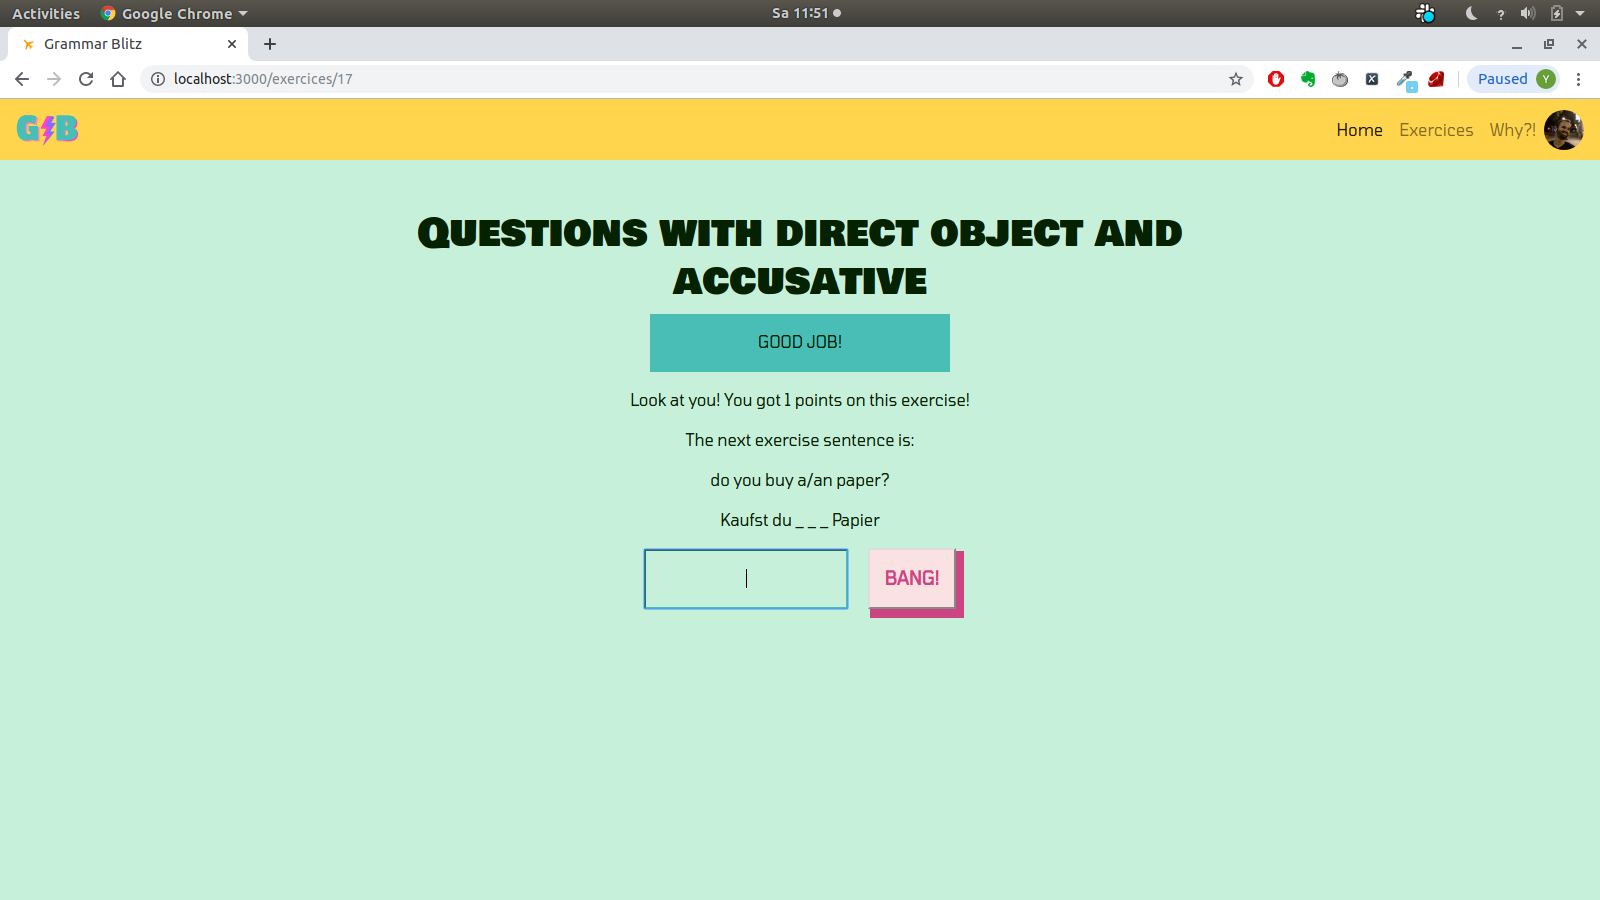 Activities Google Chrome Sa 11:51
Grammar Blitz
localhost:3000/exercices/17 Paused Y
G B Home Exercices Why?!
Questions with direct object and
accusative
GOOD JOB!
Look at you! You got 1 points on this exercise!
The next exercise sentence is:
do you buy a/an paper?
Kaufst du _ _ _ Papier
BANG!